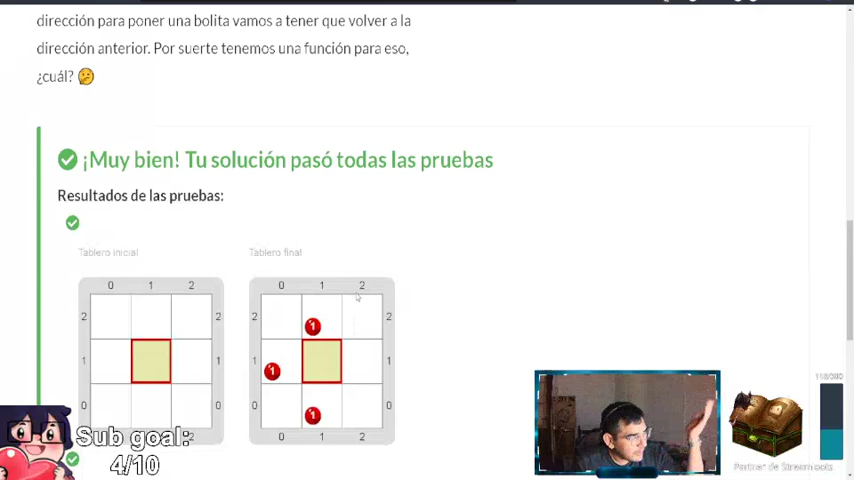 dirección para poner una bolita vamos a tener que volver a la
dirección anterior. Por suerte tenemos una función para eso,
¿cuál? 🤔
¡Muy bien! Tu solución pasó todas las pruebas
Resultados de las pruebas:
Tablero inicial
Tablero final
0 1 2
0 1 2
2 2
2 1 2
1 1
1 1 1
0
0 1 0
2
0 1 2
Sub goal:
4/10
Partner de Streamloots